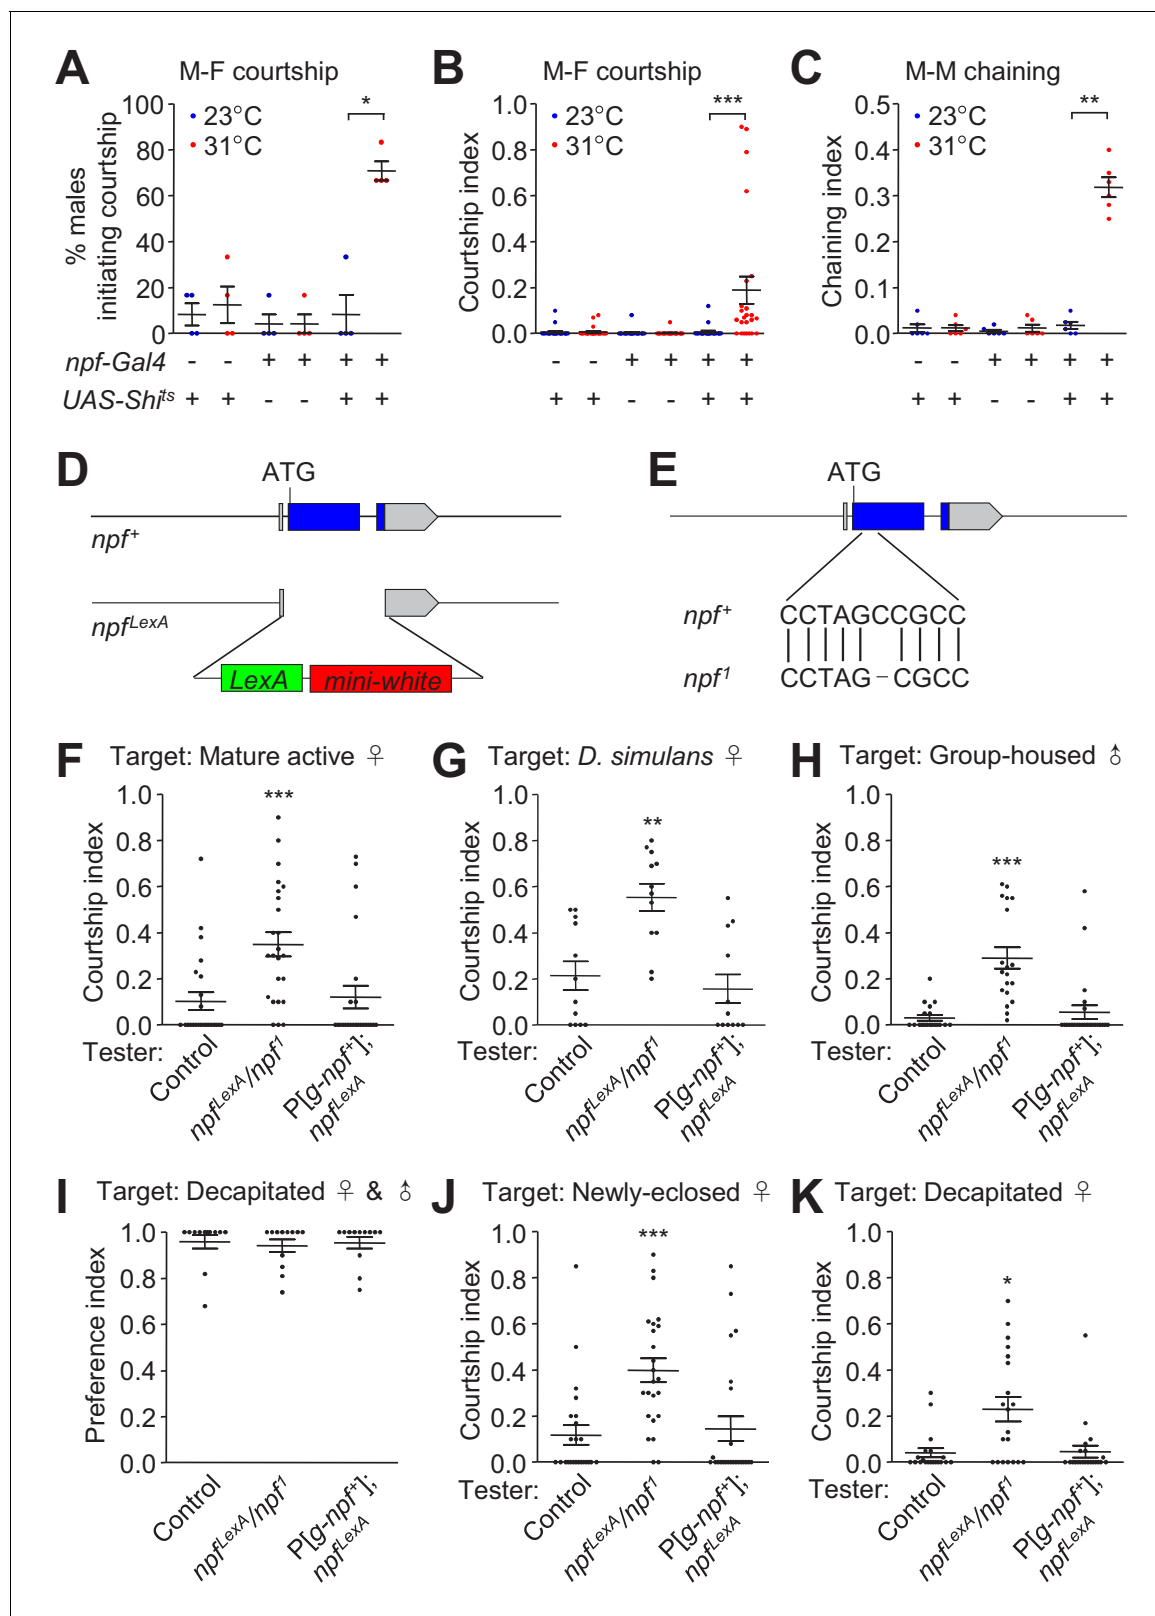 A M-F courtship
% males initiating courtship
100
80
60
40
20
0
23°C
31°C
*
B M-F courtship
Courtship index
1.0
0.8
0.6
0.4
0.2
0.0
23°C
31°C
***
C M-M chaining
Chaining index
0.5
0.4
0.3
0.2
0.1
0.0
23°C
31°C
**
npf-Gal4 - - + + + + - - + + + + - - + + + +
UAS-Shits + + - - + + + + - - + + + + - - + +
D
ATG
npf+
npfLexA
LexA mini-white
E
ATG
npf+ CCTAGCCGCC
npf1 CCTAG-CGCC
F Target: Mature active ♀
Courtship index
1.0
0.8
0.6
0.4
0.2
0.0
***
Tester:
Control
npfLexA/npf1
P[g-npf+];
npfLexA
G Target: D. simulans ♀
Courtship index
1.0
0.8
0.6
0.4
0.2
0.0
**
Control
npfLexA/npf1
P[g-npf+];
npfLexA
H Target: Group-housed ♂
Courtship index
1.0
0.8
0.6
0.4
0.2
0.0
***
Control
npfLexA/npf1
P[g-npf+];
npfLexA
I Target: Decapitated ♀ & ♂
Preference index
1.0
0.8
0.6
0.4
0.2
0.0
Control
npfLexA/npf1
P[g-npf+];
npfLexA
J Target: Newly-eclosed ♀
Courtship index
1.0
0.8
0.6
0.4
0.2
0.0
***
Tester:
Control
npfLexA/npf1
P[g-npf+];
npfLexA
K Target: Decapitated ♀
Courtship index
1.0
0.8
0.6
0.4
0.2
0.0
*
Control
npfLexA/npf1
P[g-npf+];
npfLexA